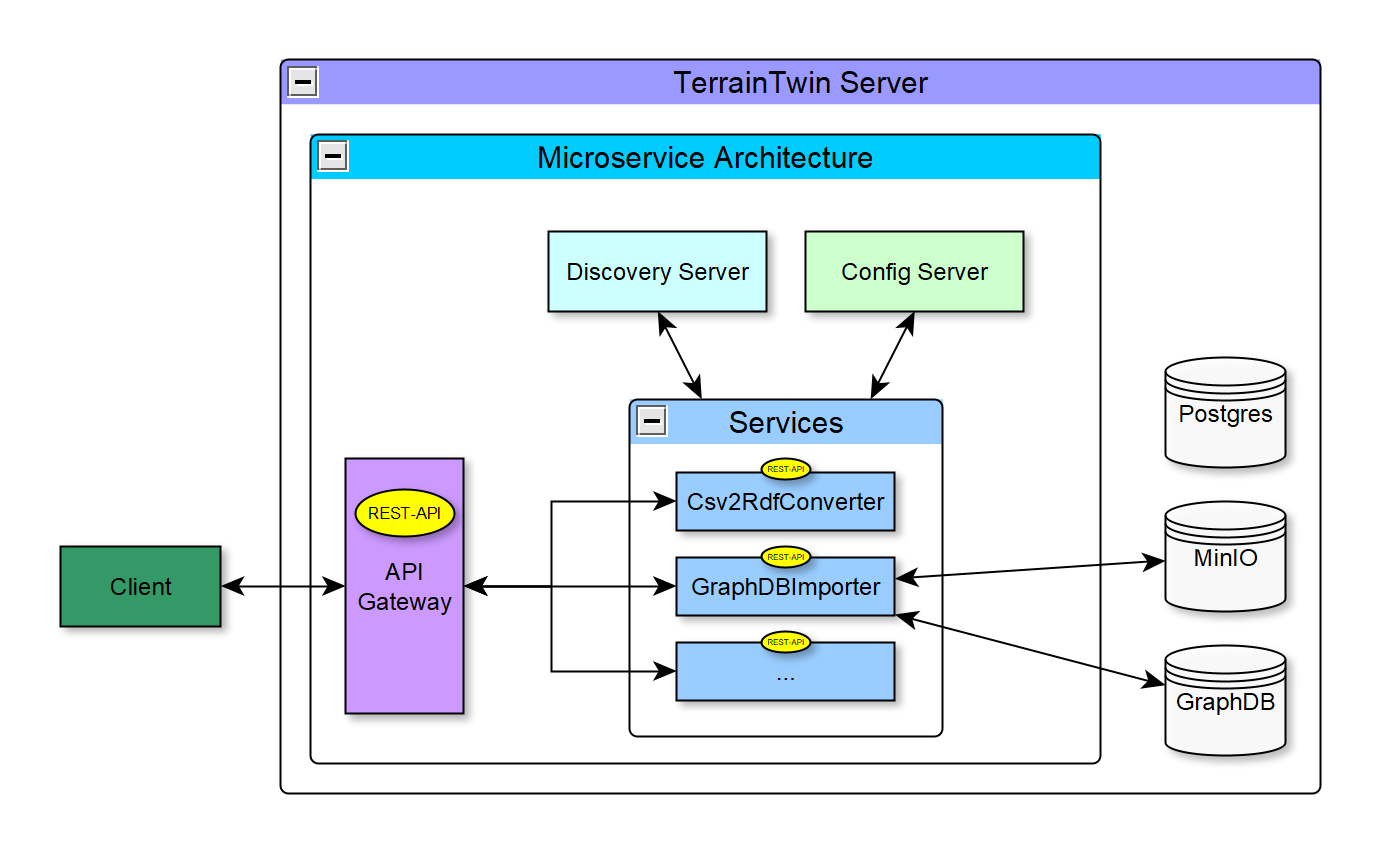 TerrainTwin Server
Microservice Architecture
Discovery Server
Config Server
Services
REST-API
Csv2RdfConverter
REST-API
GraphDBImporter
REST-API
...
REST-API
API
Gateway
Client
Postgres
MinIO
GraphDB